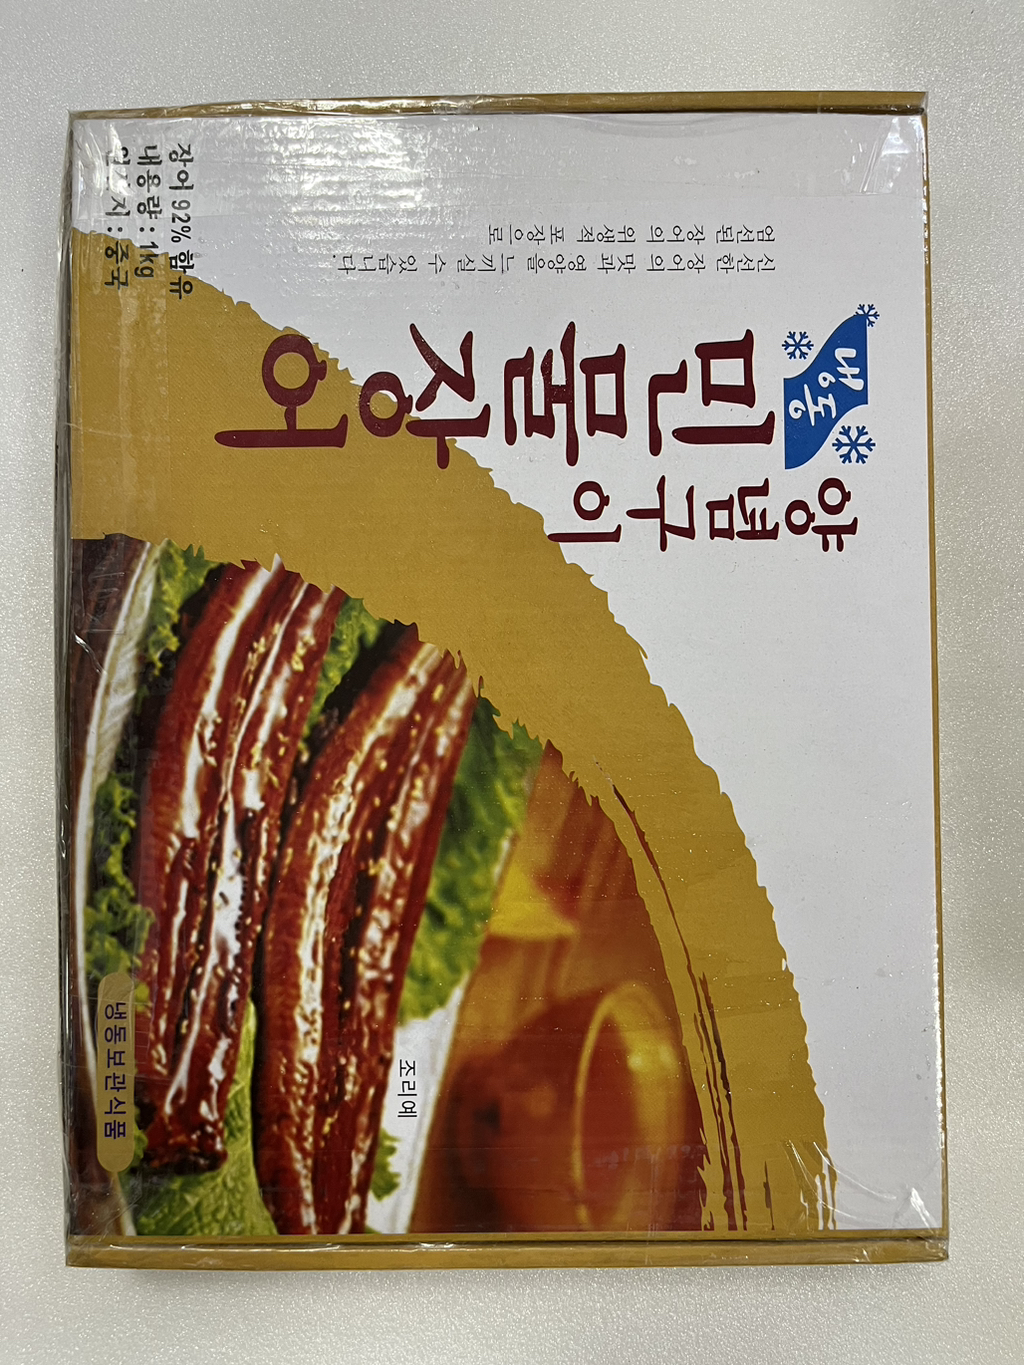 엄선된 장어의 위생적 포장으로
신선한 장어의 맛과 영양을 느끼실 수 있습니다.
냉동
양념구이
민물장어
장어 92% 함유
내용량 : 1kg
원산지 : 중국
조리예
냉동보관식품